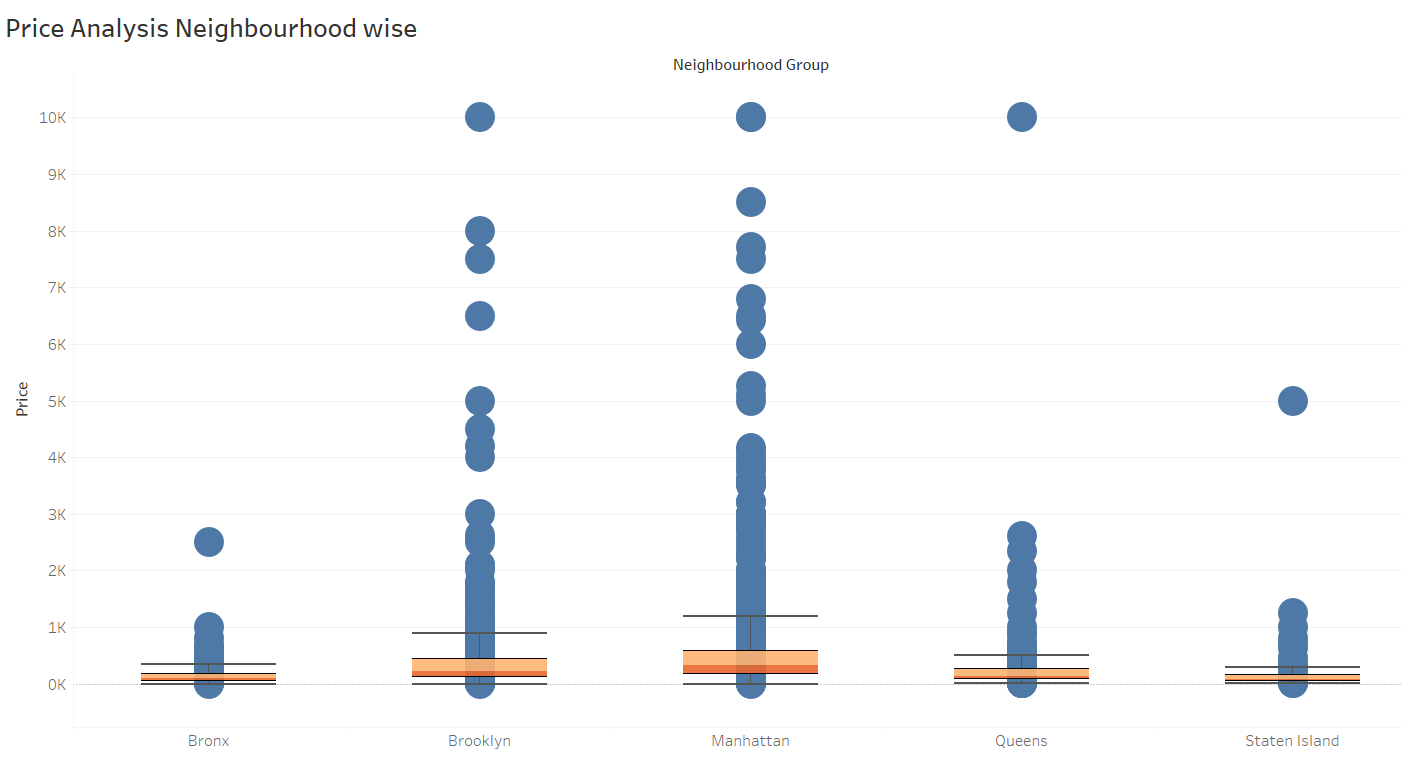 Price Analysis Neighbourhood wise
Neighbourhood Group
10K
9K
8K
7K
6K
5K
4K
3K
2K
1K
0K
Price
Bronx
Brooklyn
Manhattan
Queens
Staten Island